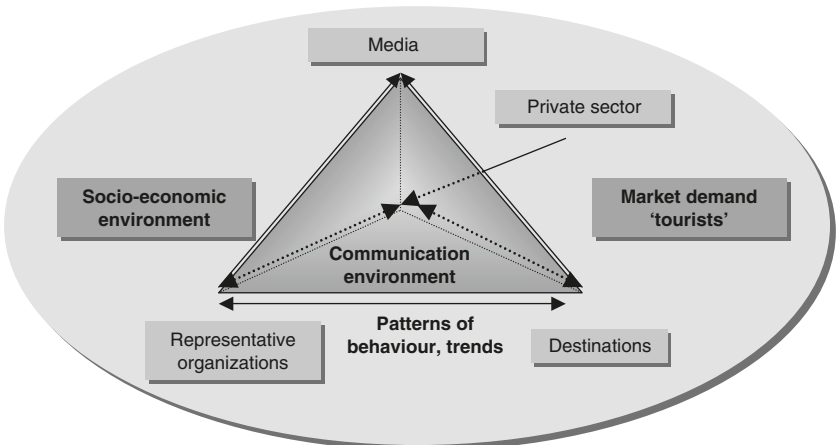 Media
Private sector
Socio-economic
environment
Market demand
‘tourists’
Communication
environment
Patterns of
behaviour, trends
Representative
organizations
Destinations